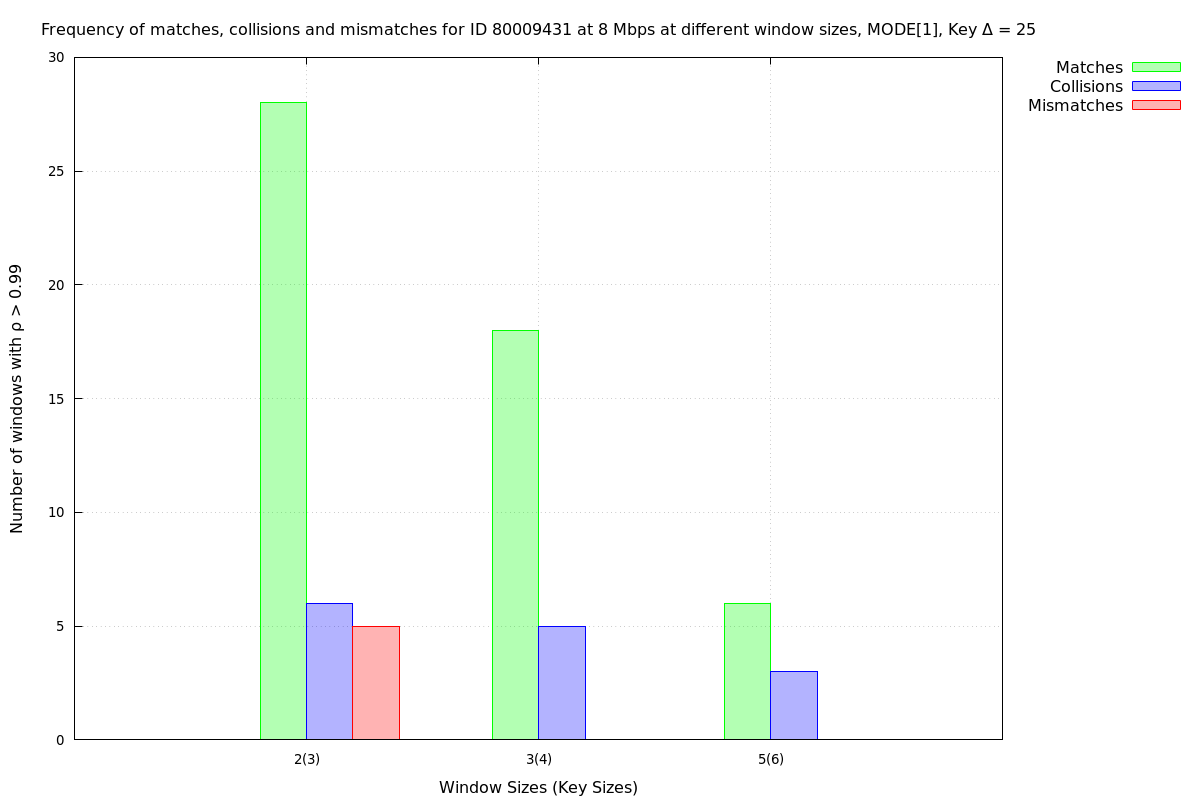 Frequency of matches, collisions and mismatches for ID 80009431 at 8 Mbps at different window sizes, MODE[1], Key Δ = 25
Matches
Collisions
Mismatches
Number of windows with ρ > 0.99
30
25
20
15
10
5
0
2(3)
3(4)
5(6)
Window Sizes (Key Sizes)